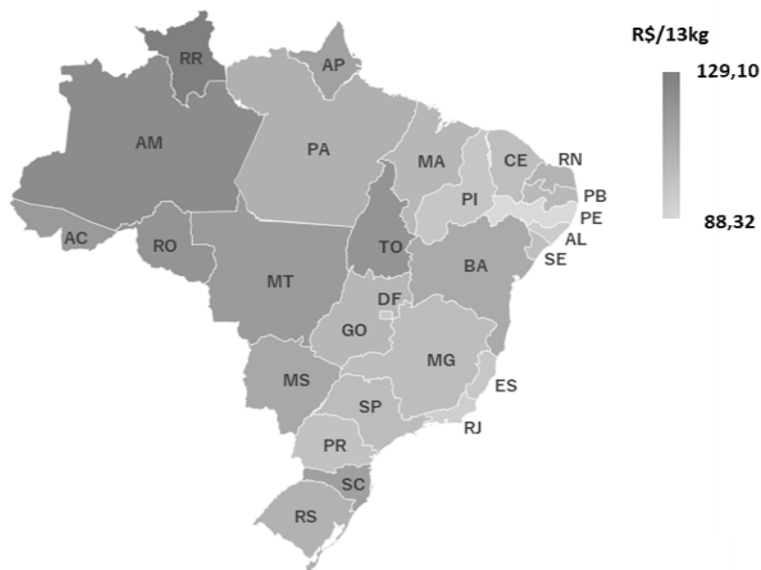 R$/13kg
129,10
88,32
RR
AP
AM
PA
MA
CE
RN
PB
PE
AL
SE
PI
AC
RO
TO
BA
MT
DF
GO
MG
MS
ES
SP
RJ
PR
SC
RS